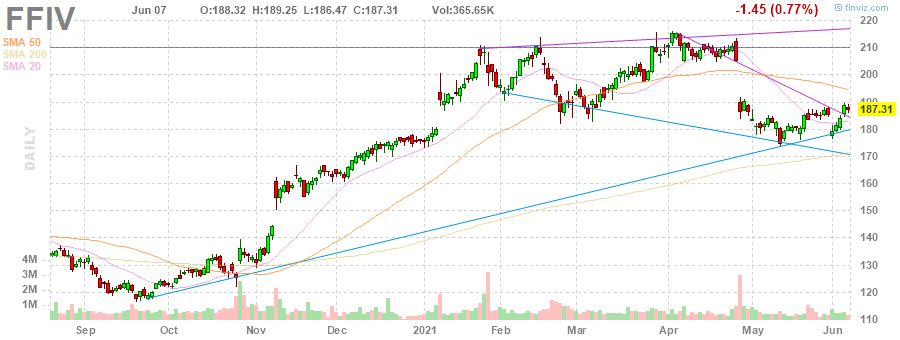 FFIV Jun 07 O:188.32 H:189.25 L:186.47 C:187.31 Vol:365.65K -1.45 (0.77%) © finviz.com
SMA 50
SMA 200
SMA 20
DAILY
220
210
200
190
187.31
180
170
160
150
140
130
120
110
4M
3M
2M
1M
Sep Oct Nov Dec 2021 Feb Mar Apr May Jun